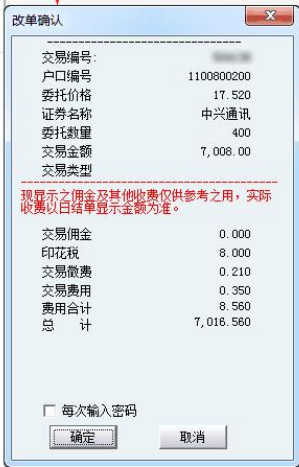 改单确认
交易编号:
户口编号 1100800200
委托价格 17.520
证券名称 中兴通讯
委托数量 400
交易金额 7,008.00
交易类型
现显示之佣金及其他收费仅供参考之用，实际
收费以日结单显示金额为准。
交易佣金 0.000
印花税 8.000
交易徵费 0.210
交易费用 0.350
费用合计 8.560
总 计 7,016.560
每次输入密码
确定 取消